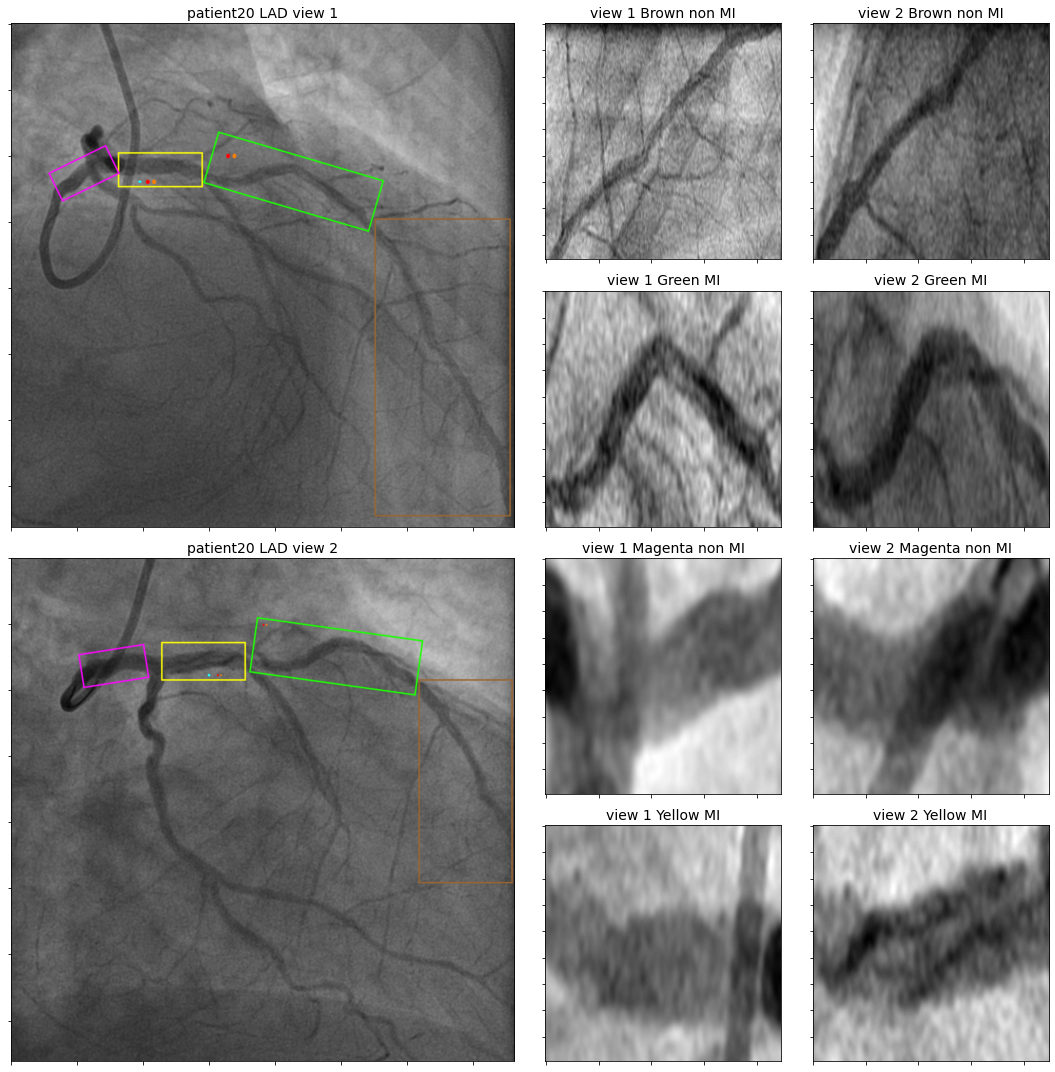 patient20 LAD view 1
view 1 Brown non MI
view 2 Brown non MI
view 1 Green MI
view 2 Green MI
patient20 LAD view 2
view 1 Magenta non MI
view 2 Magenta non MI
view 1 Yellow MI
view 2 Yellow MI